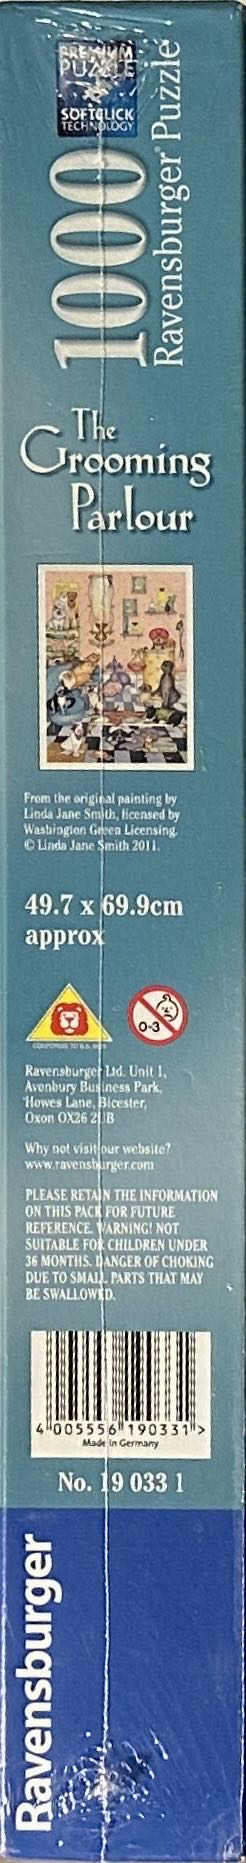 PREMIUM
PUZZLE
SOFTCLICK
TECHNOLOGY
1000
Ravensburger® Puzzle
The
Grooming
Parlour
From the original painting by
Linda Jane Smith, licensed by
Washington Green Licensing.
© Linda Jane Smith 2011.
49.7 x 69.9cm
approx
0-3
Ravensburger Ltd. Unit 1,
Avonbury Business Park,
Howes Lane, Bicester,
Oxon OX26 2UB
Why not visit our website?
www.ravensburger.com
PLEASE RETAIN THE INFORMATION
ON THIS PACK FOR FUTURE
REFERENCE. WARNING! NOT
SUITABLE FOR CHILDREN UNDER
36 MONTHS. DANGER OF CHOKING
DUE TO SMALL PARTS THAT MAY
BE SWALLOWED.
4 005556 190331 >
Made in Germany
No. 19 033 1
Ravensburger